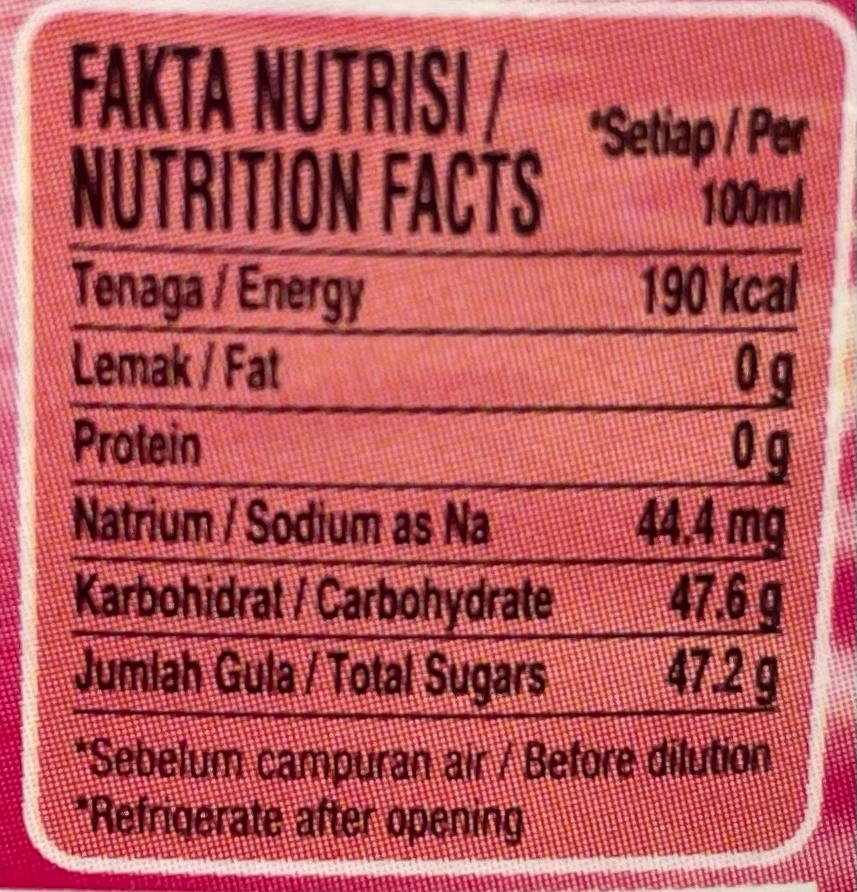 FAKTA NUTRISI /
NUTRITION FACTS
*Setiap / Per
100ml
Tenaga / Energy 190 kcal
Lemak / Fat 0 g
Protein 0 g
Natrium / Sodium as Na 44.4 mg
Karbohidrat / Carbohydrate 47.6 g
Jumlah Gula / Total Sugars 47.2 g
*Sebelum campuran air / Before dilution
*Refrigerate after opening